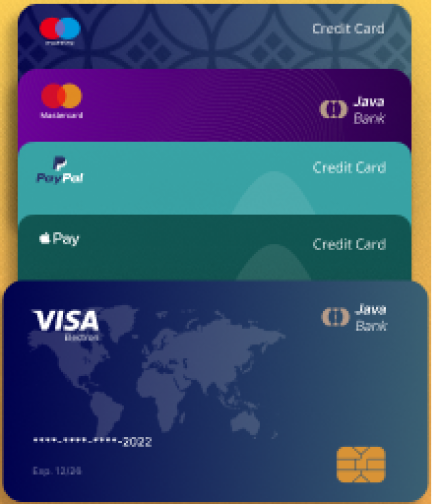 Credit Card
Mastercard
Java
Bank
PayPal
Credit Card
Pay
Credit Card
VISA
Electron
Java
Bank
****-****-****-2022
Exp. 12/26